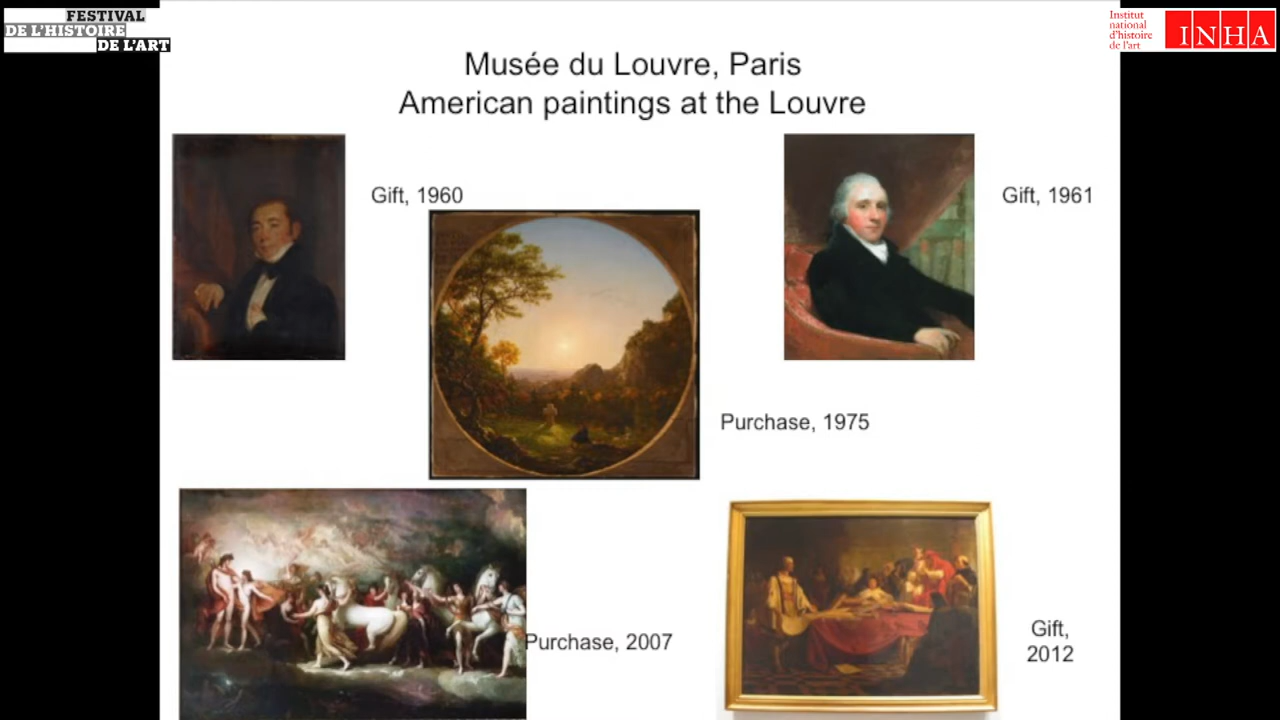 FESTIVAL
DE L'HISTOIRE
DE L'ART
Institut
national
d'histoire
de l'art
INHA
Musée du Louvre, Paris
American paintings at the Louvre
Gift, 1960
Gift, 1961
Purchase, 1975
Purchase, 2007
Gift,
2012